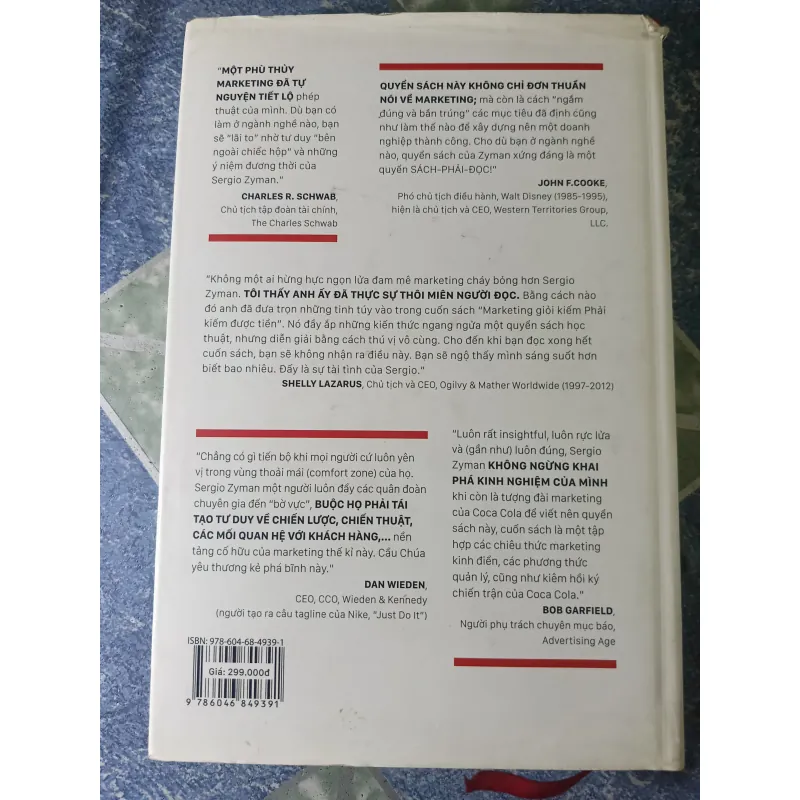 "MỘT PHÙ THỦY
MARKETING ĐÃ TỰ
NGUYỆN TIẾT LỘ phép
thuật của mình. Dù bạn có
làm ở ngành nghề nào, bạn
sẽ "lãi to" nhờ tư duy "bên
ngoài chiếc hộp" và những
ý niệm đương thời của
Sergio Zyman."
CHARLES R. SCHWAB,
Chủ tịch tập đoàn tài chính,
The Charles Schwab
QUYỂN SÁCH NÀY KHÔNG CHỈ ĐƠN THUẦN
NÓI VỀ MARKETING; mà còn là cách "ngắm
đúng và bắn trúng" các mục tiêu đã định cũng
như làm thế nào để xây dựng nên một doanh
nghiệp thành công. Cho dù bạn ở ngành nghề
nào, quyển sách của Zyman xứng đáng là một
quyển SÁCH-PHẢI-ĐỌC!"
JOHN F.COOKE,
Phó chủ tịch điều hành, Walt Disney (1985-1995),
hiện là chủ tịch và CEO, Western Territories Group,
LLC.
"Không một ai hừng hực ngọn lửa đam mê marketing cháy bỏng hơn Sergio
Zyman. TÔI THẤY ANH ẤY ĐÃ THỰC SỰ THÔI MIÊN NGƯỜI ĐỌC. Bằng cách nào
đó anh đã đưa trọn những tinh túy vào trong cuốn sách "Marketing giỏi kiếm Phải
kiếm được tiền". Nó đầy ắp những kiến thức ngang ngửa một quyển sách học
thuật, nhưng diễn giải bằng cách thú vị vô cùng. Cho đến khi bạn đọc xong hết
cuốn sách, bạn sẽ không nhận ra điều này. Bạn sẽ ngộ thấy mình sáng suốt hơn
biết bao nhiêu. Đấy là sự tài tình của Sergio."
SHELLY LAZARUS, Chủ tịch và CEO, Ogilvy & Mather Worldwide (1997-2012)
"Chẳng có gì tiến bộ khi mọi người cứ luôn yên
vị trong vùng thoải mái (comfort zone) của họ.
Sergio Zyman một người luôn đẩy các quân đoàn
chuyên gia đến "bờ vực", BUỘC HỌ PHẢI TÁI
TẠO TƯ DUY VỀ CHIẾN LƯỢC, CHIẾN THUẬT,
CÁC MỐI QUAN HỆ VỚI KHÁCH HÀNG,... nền
tảng cố hữu của marketing thế kỉ này. Cầu Chúa
yêu thương kẻ phá bĩnh này."
DAN WIEDEN,
CEO, CCO, Wieden & Kennedy
(người tạo ra câu tagline của Nike, "Just Do It")
"Luôn rất insightful, luôn rực lửa
và (gần như) luôn đúng, Sergio
Zyman KHÔNG NGỪNG KHAI
PHÁ KINH NGHIỆM CỦA MÌNH
khi còn là tượng đài marketing
của Coca Cola để viết nên quyển
sách này, cuốn sách là một tập
hợp các chiêu thức marketing
kinh điển, các phương thức
quản lý, cũng như kiêm hồi ký
chiến trận của Coca Cola."
BOB GARFIELD,
Người phụ trách chuyên mục báo,
Advertising Age
ISBN: 978-604-68-4939-1
Giá: 299.000đ
9 786046 849391